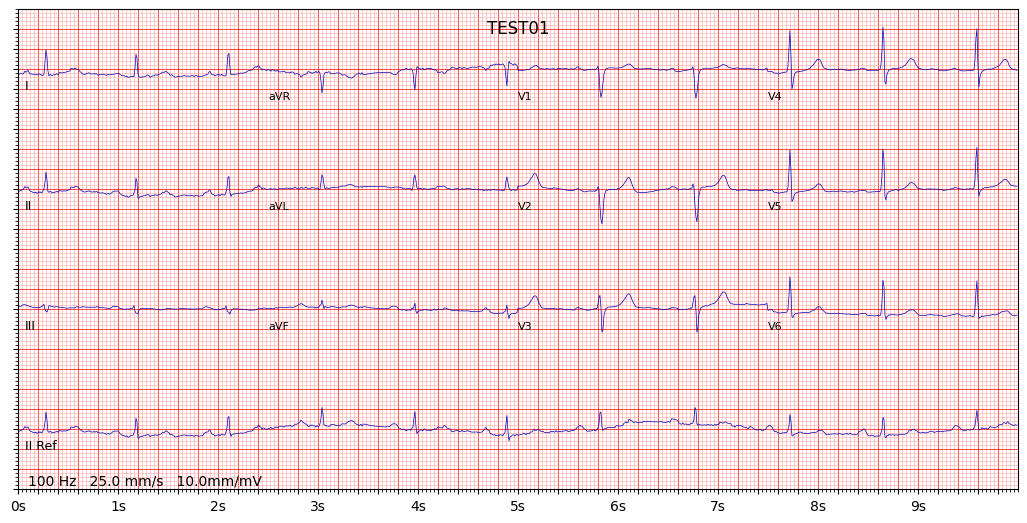 TEST01
I
aVR
V1
V4
II
aVL
V2
V5
III
aVF
V3
V6
II Ref
100 Hz 25.0 mm/s 10.0mm/mV
0s 1s 2s 3s 4s 5s 6s 7s 8s 9s